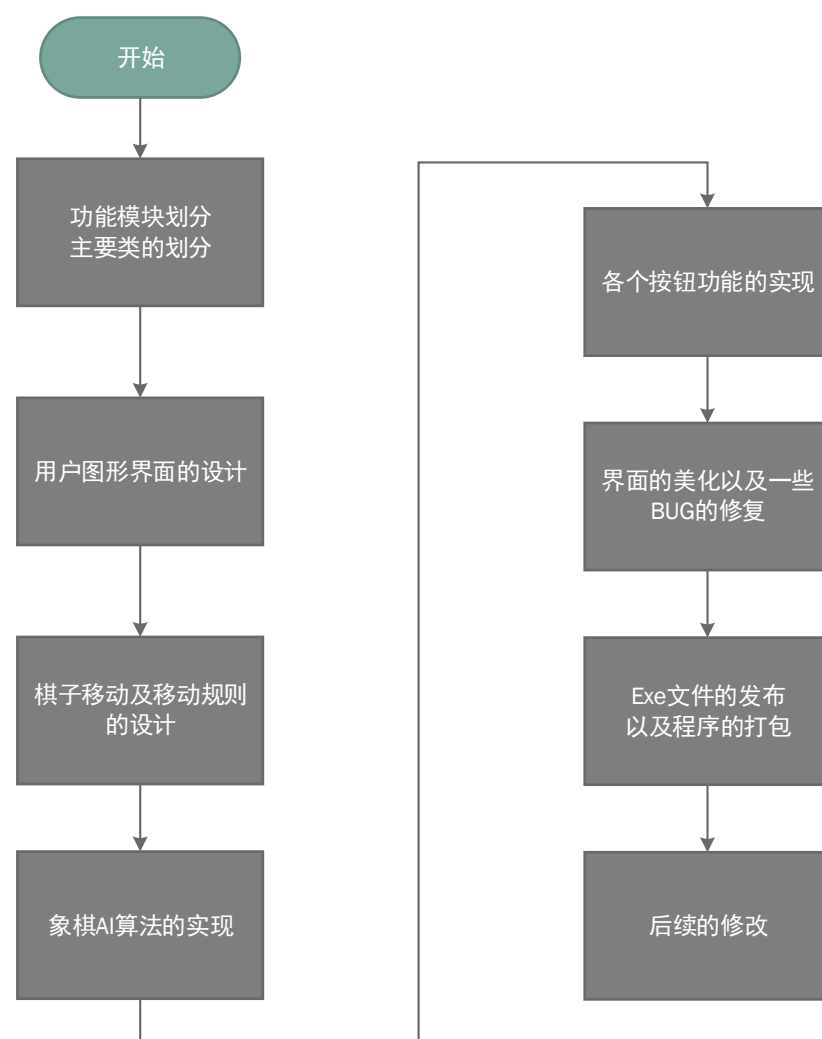 开始
功能模块划分
主要类的划分
用户图形界面的设计
棋子移动及移动规则
的设计
象棋AI算法的实现
各个按钮功能的实现
界面的美化以及一些
BUG的修复
Exe文件的发布
以及程序的打包
后续的修改